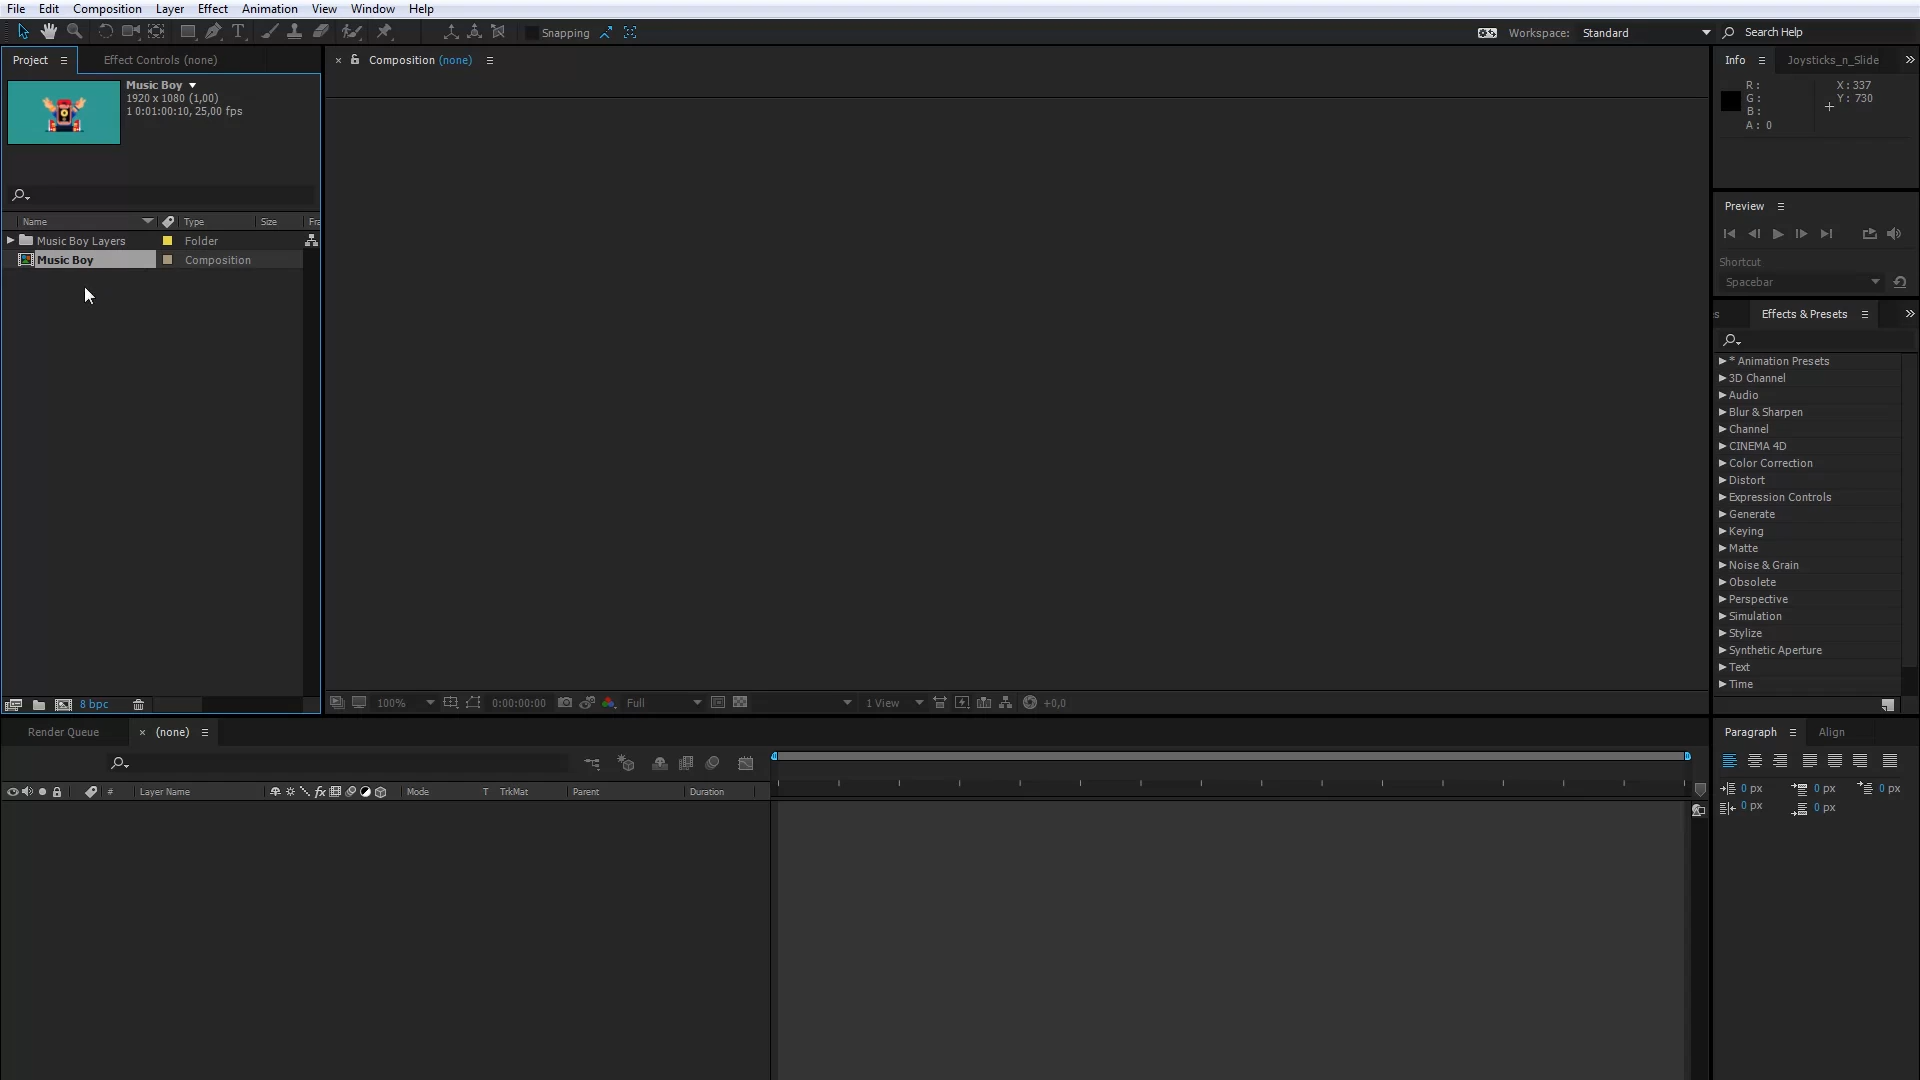 File Edit Composition Layer Effect Animation View Window Help
Snapping
Workspace: Standard
Search Help
Project
Effect Controls (none)
Music Boy
1920 x 1080 (1,00)
1 0:01:00:10, 25,00 fps
Name Type Size Fra
Music Boy Layers Folder
Music Boy Composition
8 bpc
Composition (none)
100%
0:00:00:00
Full
1 View
+0,0
Info
Joysticks_n_Slide
R:
G:
B:
A: 0
X: 337
Y: 730
Preview
Shortcut
Spacebar
s
Effects & Presets
* Animation Presets
3D Channel
Audio
Blur & Sharpen
Channel
CINEMA 4D
Color Correction
Distort
Expression Controls
Generate
Keying
Matte
Noise & Grain
Obsolete
Perspective
Simulation
Stylize
Synthetic Aperture
Text
Time
Render Queue
(none)
# Layer Name fx Mode T TrkMat Parent Duration
Paragraph
Align
0 px 0 px 0 px
0 px 0 px